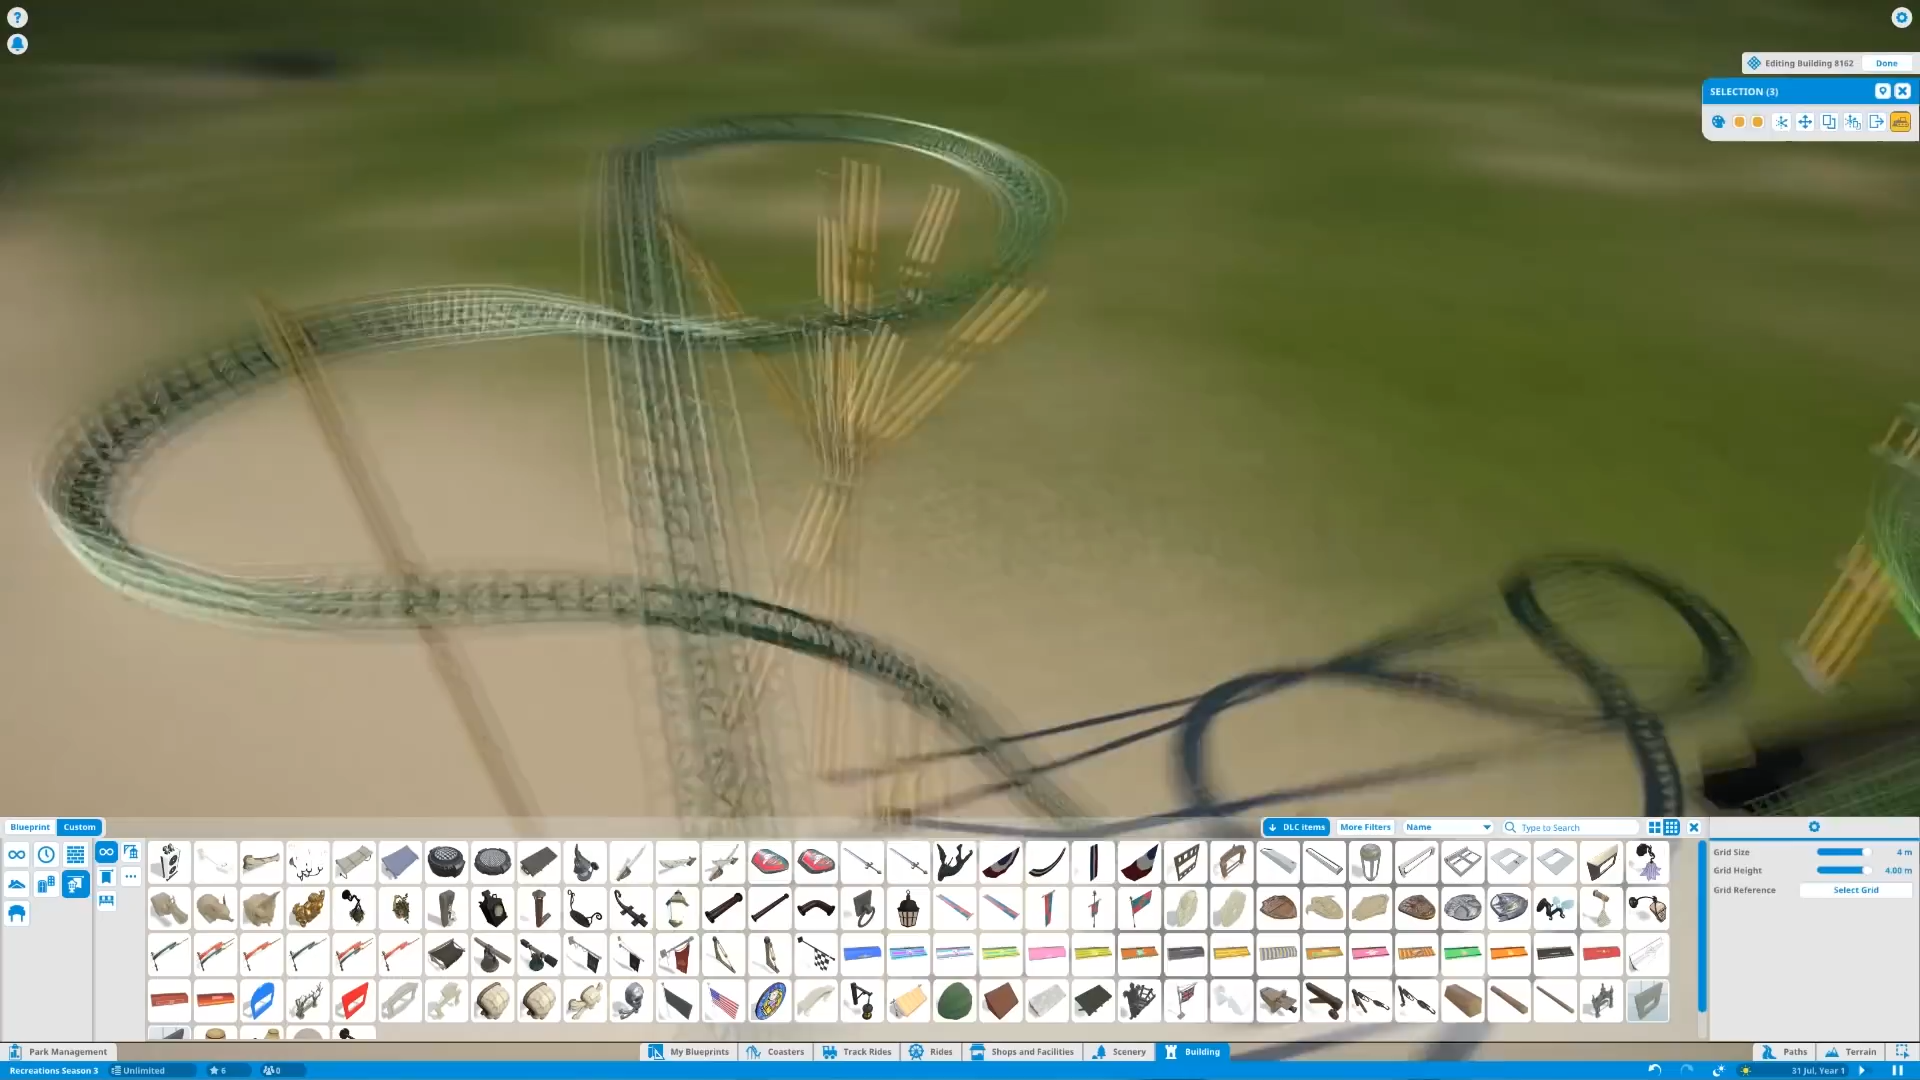 ?
Editing Building 8162 Done
SELECTION (3)
Blueprint Custom
DLC items More Filters Name Type to Search
Grid Size 4 m
Grid Height 4.00 m
Grid Reference Select Grid
Park Management My Blueprints Coasters Track Rides Rides Shops and Facilities Scenery Building Paths Terrain
Recreations Season 3 Unlimited 6 0 31 Jul, Year 1